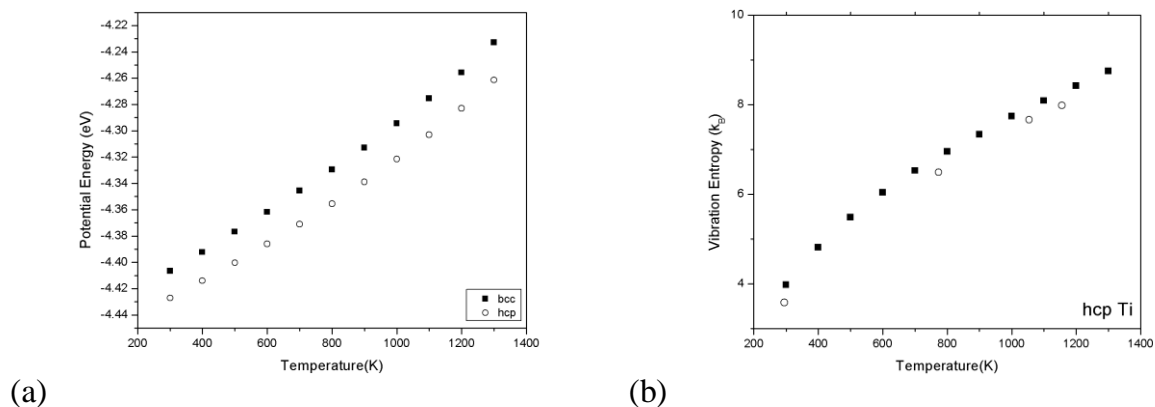 -4.22
-4.24
-4.26
-4.28
-4.30
-4.32
-4.34
-4.36
-4.38
-4.40
-4.42
-4.44
Potential Energy (eV)
bcc
hcp
200 400 600 800 1000 1200 1400
Temperature(K)
(a)
10
8
6
4
Vibration Entropy (k_B)
hcp Ti
200 400 600 800 1000 1200 1400
Temperature(K)
(b)